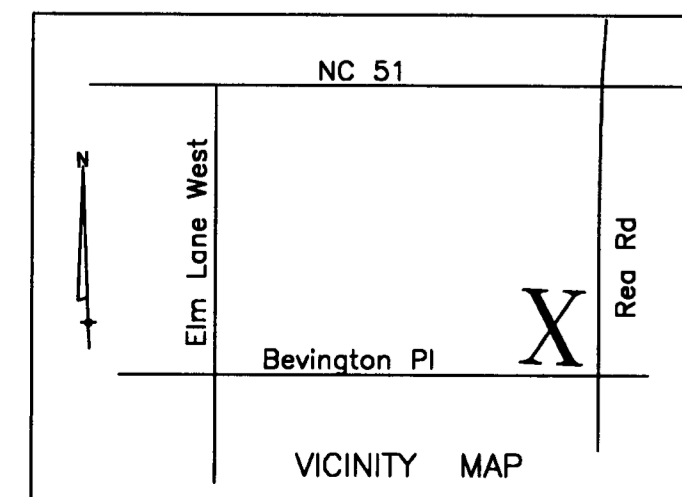 NC 51
N
Elm Lane West
Rea Rd
X
Bevington Pl
VICINITY MAP